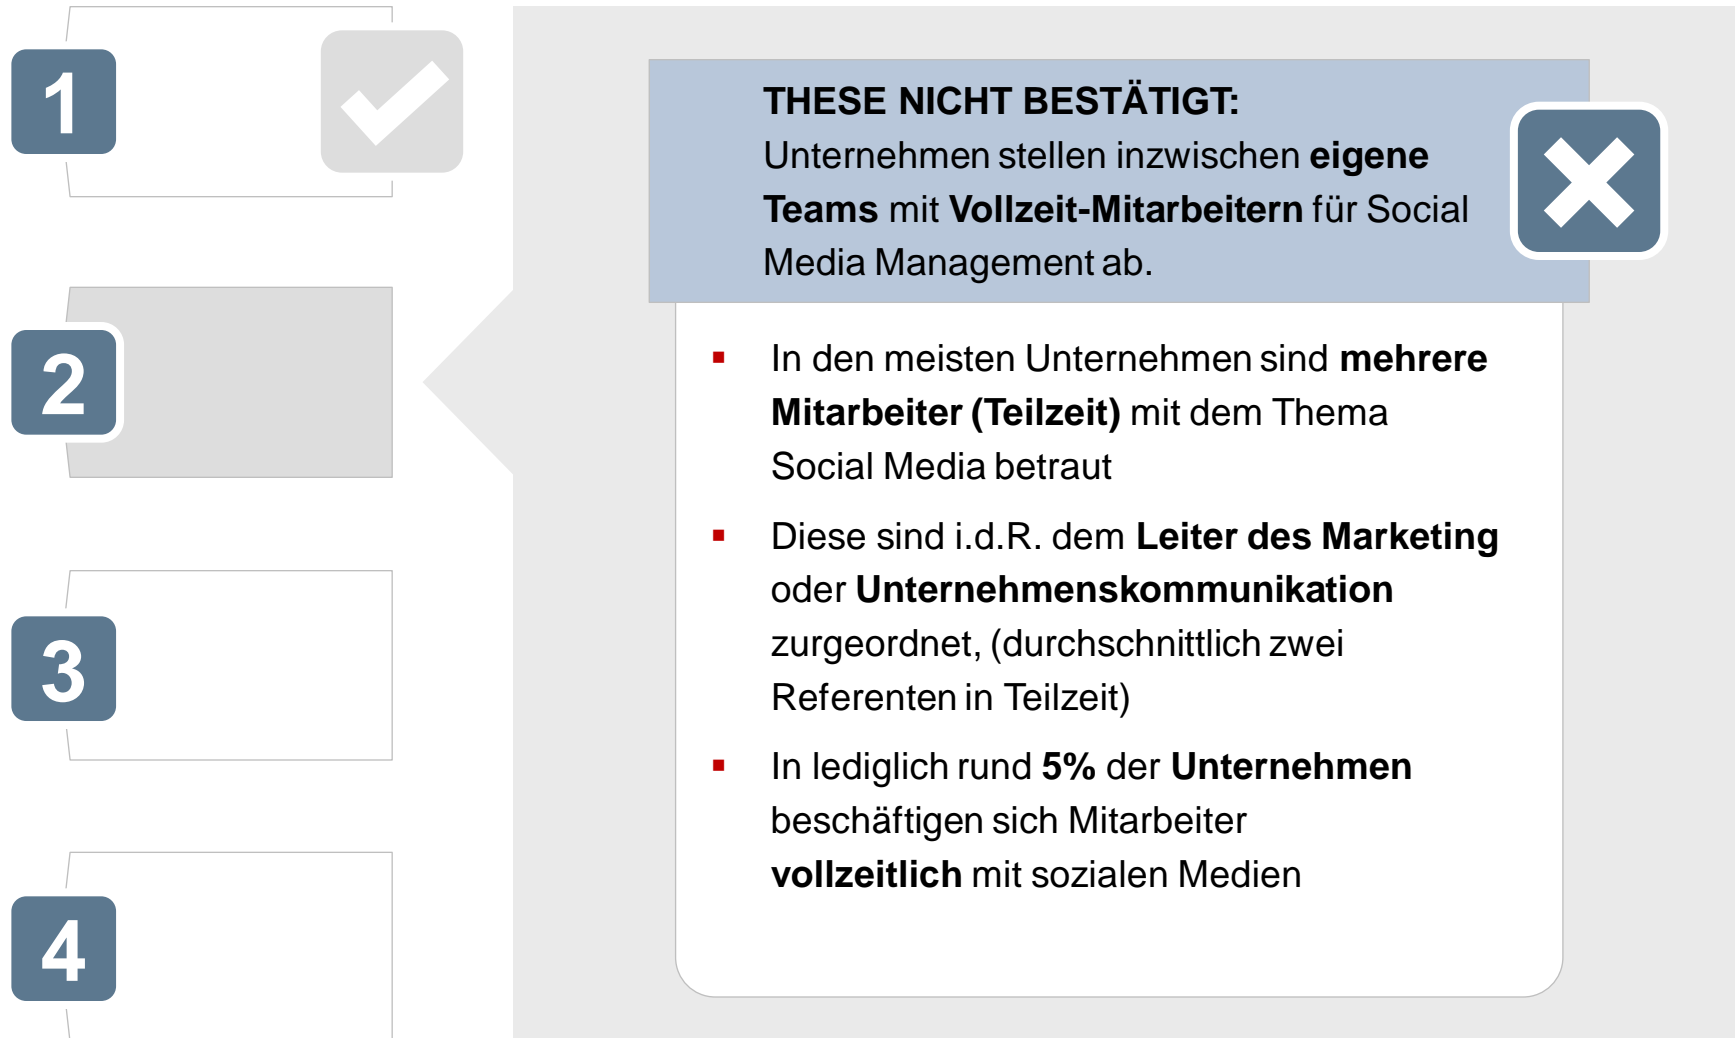 1
2
3
4
THESE NICHT BESTÄTIGT:
Unternehmen stellen inzwischen eigene
Teams mit Vollzeit-Mitarbeitern für Social
Media Management ab.
▪ In den meisten Unternehmen sind mehrere
Mitarbeiter (Teilzeit) mit dem Thema
Social Media betraut
▪ Diese sind i.d.R. dem Leiter des Marketing
oder Unternehmenskommunikation
zurgeordnet, (durchschnittlich zwei
Referenten in Teilzeit)
▪ In lediglich rund 5% der Unternehmen
beschäftigen sich Mitarbeiter
vollzeitlich mit sozialen Medien